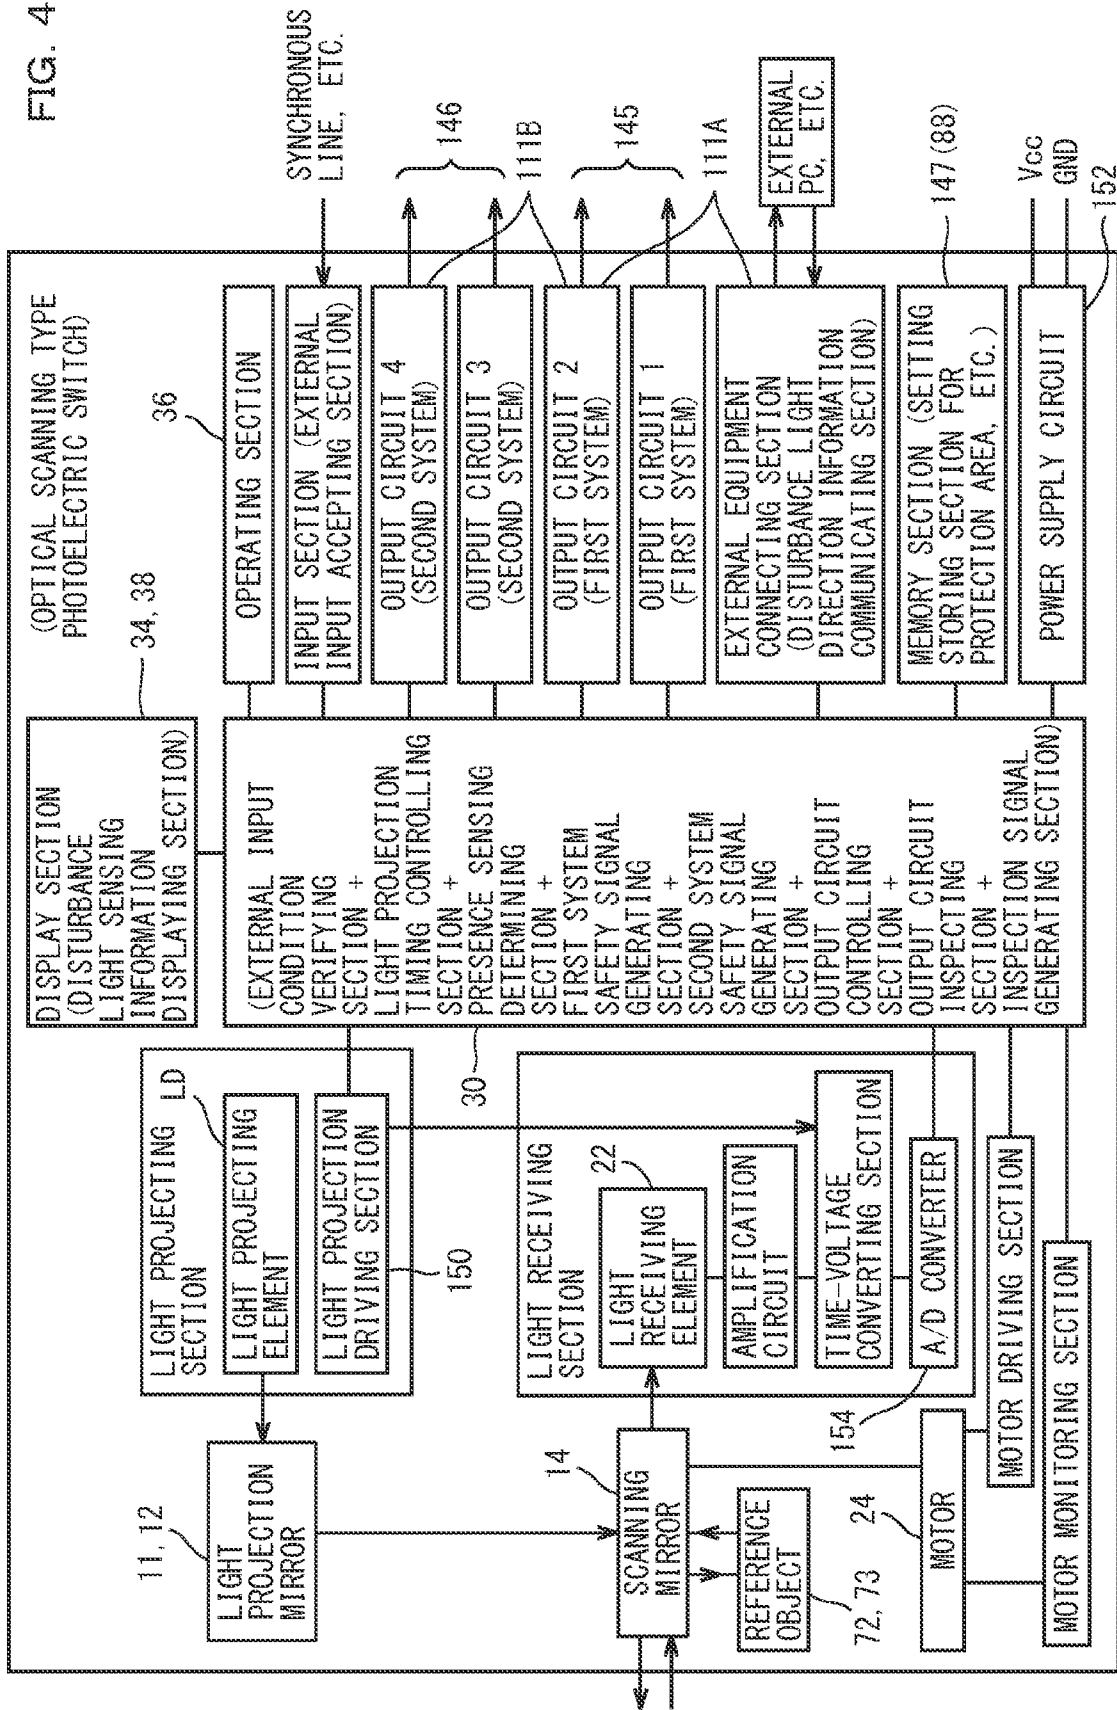 FIG. 4
(OPTICAL SCANNING TYPE
PHOTOELECTRIC SWITCH)
11, 12
LIGHT
PROJECTION
MIRROR
LIGHT PROJECTING
SECTION
LD
LIGHT PROJECTING
ELEMENT
LIGHT PROJECTION
DRIVING SECTION
150
DISPLAY SECTION
(DISTURBANCE
LIGHT SENSING
INFORMATION
DISPLAYING SECTION)
34, 38
14
SCANNING
MIRROR
REFERENCE
OBJECT
72, 73
LIGHT RECEIVING
SECTION
22
LIGHT
RECEIVING
ELEMENT
AMPLIFICATION
CIRCUIT
TIME-VOLTAGE
CONVERTING SECTION
A/D CONVERTER
154
24
MOTOR
MOTOR DRIVING SECTION
MOTOR MONITORING SECTION
30
(EXTERNAL INPUT
CONDITION
VERIFYING
SECTION +
LIGHT PROJECTION
TIMING CONTROLLING
SECTION +
PRESENCE SENSING
DETERMINING
SECTION +
FIRST SYSTEM
SAFETY SIGNAL
GENERATING
SECTION +
SECOND SYSTEM
SAFETY SIGNAL
GENERATING
SECTION +
OUTPUT CIRCUIT
CONTROLLING
SECTION +
OUTPUT CIRCUIT
INSPECTING
SECTION +
INSPECTION SIGNAL
GENERATING SECTION)
36
OPERATING SECTION
INPUT SECTION (EXTERNAL
INPUT ACCEPTING SECTION)
SYNCHRONOUS
LINE, ETC.
OUTPUT CIRCUIT 4
(SECOND SYSTEM)
OUTPUT CIRCUIT 3
(SECOND SYSTEM)
146
111B
OUTPUT CIRCUIT 2
(FIRST SYSTEM)
OUTPUT CIRCUIT 1
(FIRST SYSTEM)
145
111A
EXTERNAL EQUIPMENT
CONNECTING SECTION
(DISTURBANCE LIGHT
DIRECTION INFORMATION
COMMUNICATING SECTION)
EXTERNAL
PC, ETC.
MEMORY SECTION (SETTING
STORING SECTION FOR
PROTECTION AREA, ETC.)
147(88)
POWER SUPPLY CIRCUIT
Vcc
GND
152